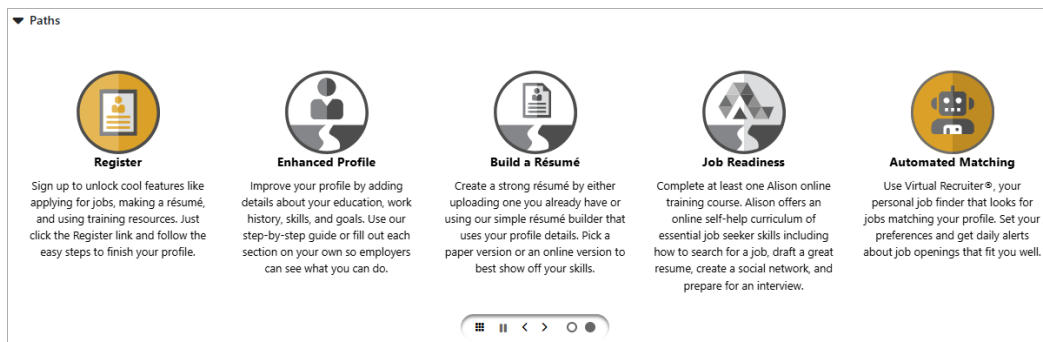 Paths
Register
Sign up to unlock cool features like
applying for jobs, making a résumé,
and using training resources. Just
click the Register link and follow the
easy steps to finish your profile.
Enhanced Profile
Improve your profile by adding
details about your education, work
history, skills, and goals. Use our
step-by-step guide or fill out each
section on your own so employers
can see what you can do.
Build a Résumé
Create a strong résumé by either
uploading one you already have or
using our simple résumé builder that
uses your profile details. Pick a
paper version or an online version to
best show off your skills.
Job Readiness
Complete at least one Alison online
training course. Alison offers an
online self-help curriculum of
essential job seeker skills including
how to search for a job, draft a great
resume, create a social network, and
prepare for an interview.
Automated Matching
Use Virtual Recruiter®, your
personal job finder that looks for
jobs matching your profile. Set your
preferences and get daily alerts
about job openings that fit you well.